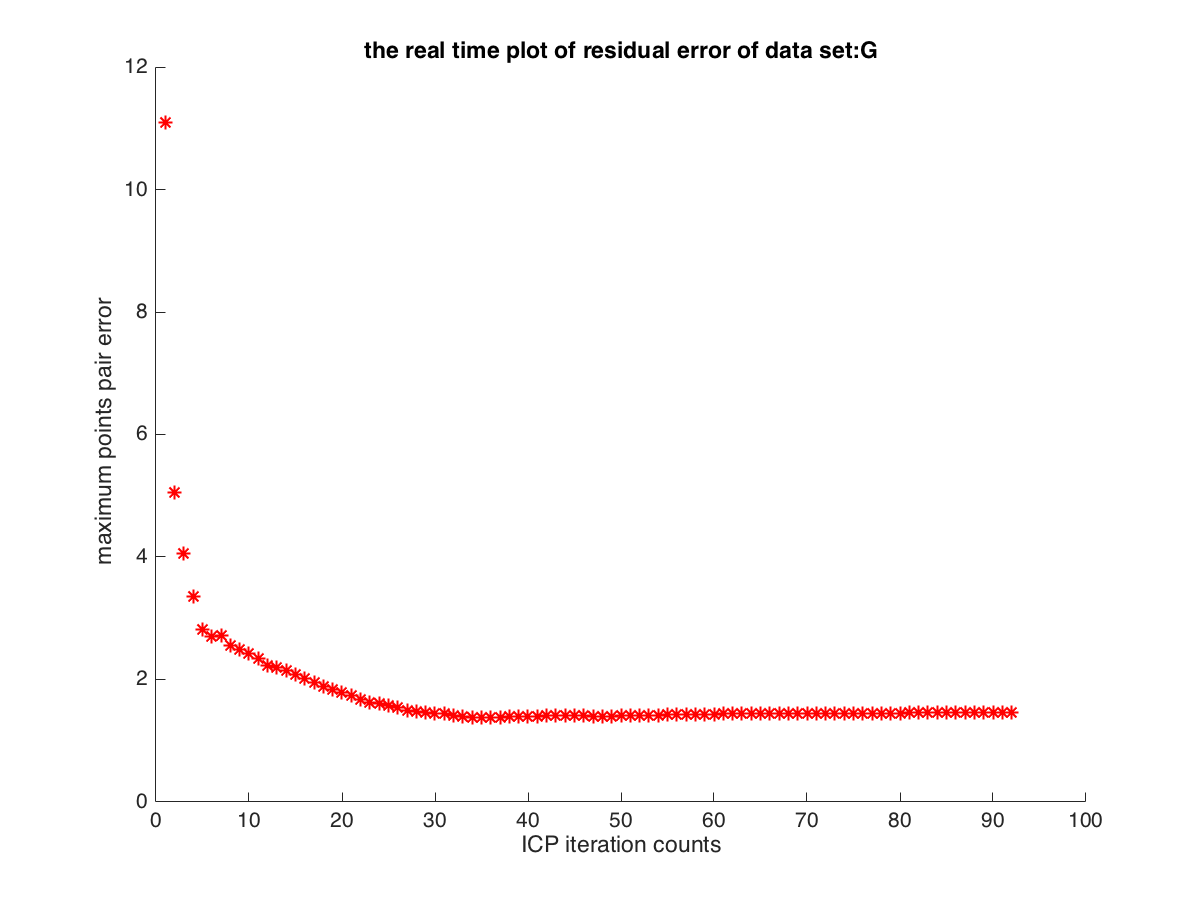 the real time plot of residual error of data set:G
12
10
8
6
4
2
0
maximum points pair error
0 10 20 30 40 50 60 70 80 90 100
ICP iteration counts